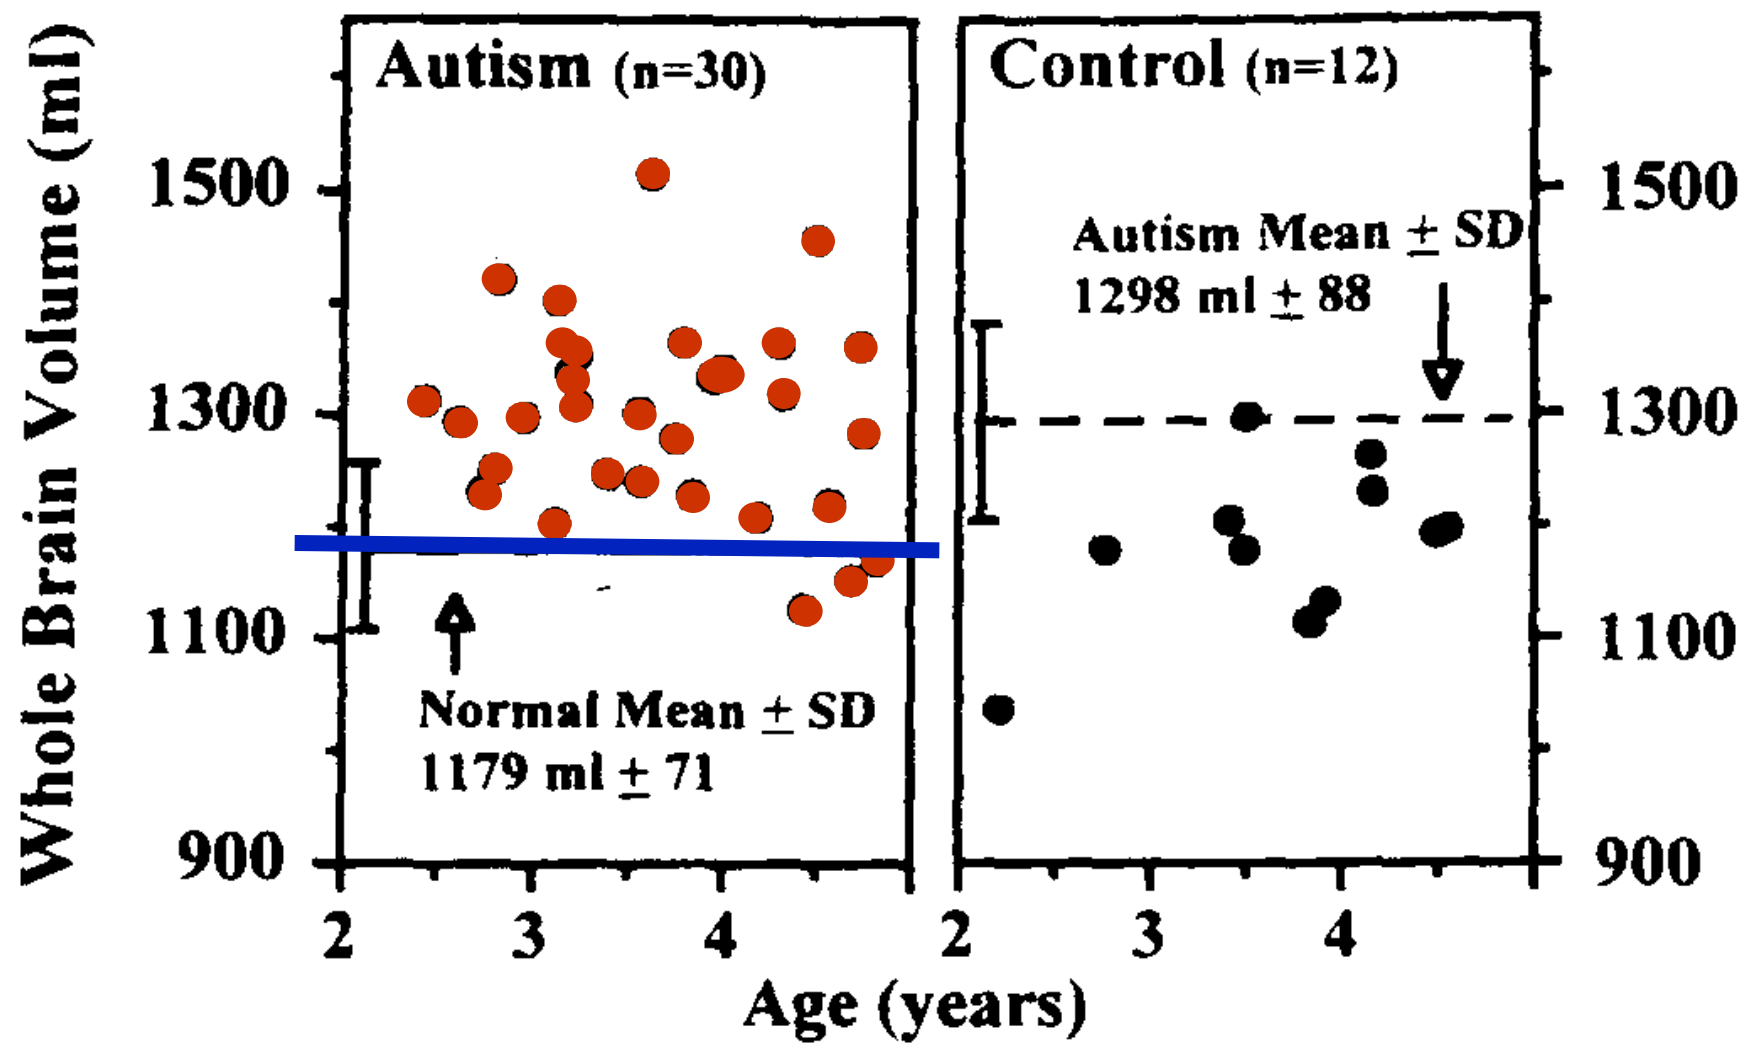 Whole Brain Volume (ml)
Autism (n=30)
Control (n=12)
1500
1300
1100
900
Normal Mean ± SD
1179 ml ± 71
Autism Mean ± SD
1298 ml ± 88
1500
1300
1100
900
2 3 4
2 3 4
Age (years)